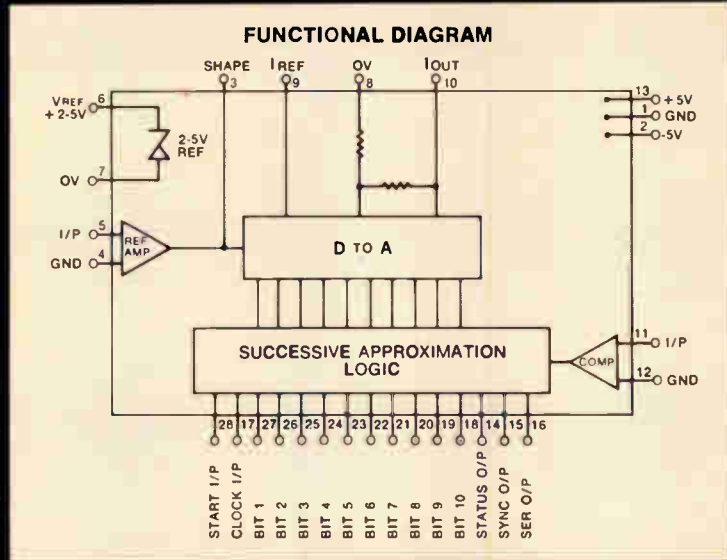 FUNCTIONAL DIAGRAM
SHAPE IREF OV IOUT
3 9 8 10
VREF 6
+2-5V
2-5V
REF
OV 7
13 +5V
1 GND
2 -5V
I/P 5
GND 4
REF
AMP
D TO A
SUCCESSIVE APPROXIMATION
LOGIC
COMP
11 I/P
12 GND
28 17 27 26 25 24 23 22 21 20 19 18 14 15 16
START I/P
CLOCK I/P
BIT 1
BIT 2
BIT 3
BIT 4
BIT 5
BIT 6
BIT 7
BIT 8
BIT 9
BIT 10
STATUS O/P
SYNC O/P
SER O/P